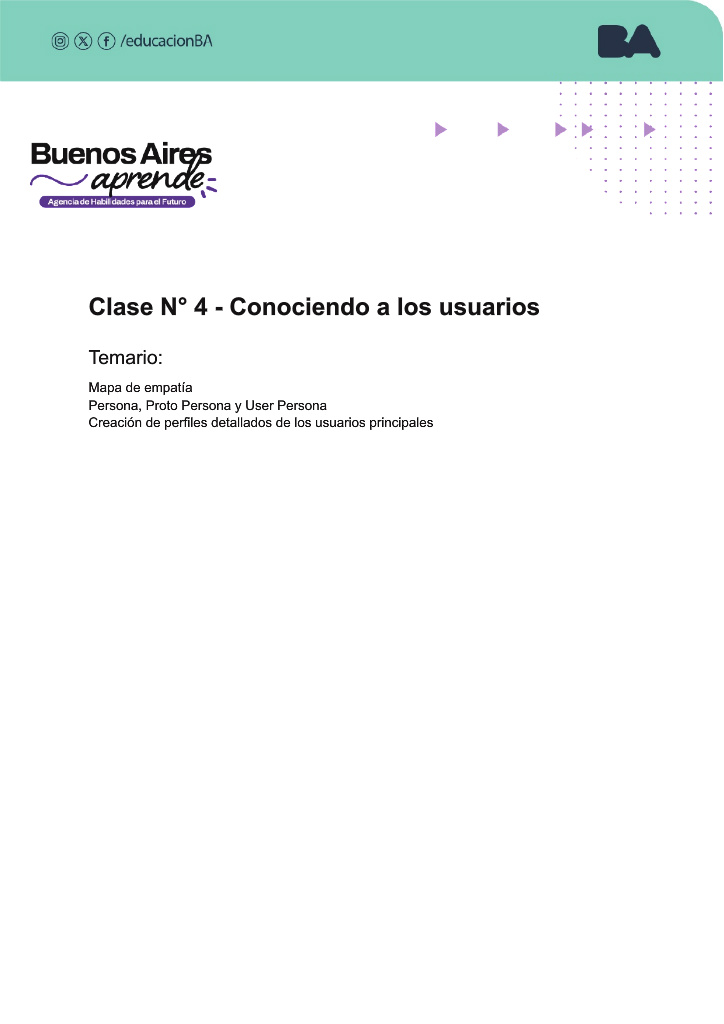 /educacionBA
BA
Buenos Aires
aprende
Agencia de Habilidades para el Futuro
Clase N° 4 - Conociendo a los usuarios
Temario:
Mapa de empatía
Persona, Proto Persona y User Persona
Creación de perfiles detallados de los usuarios principales